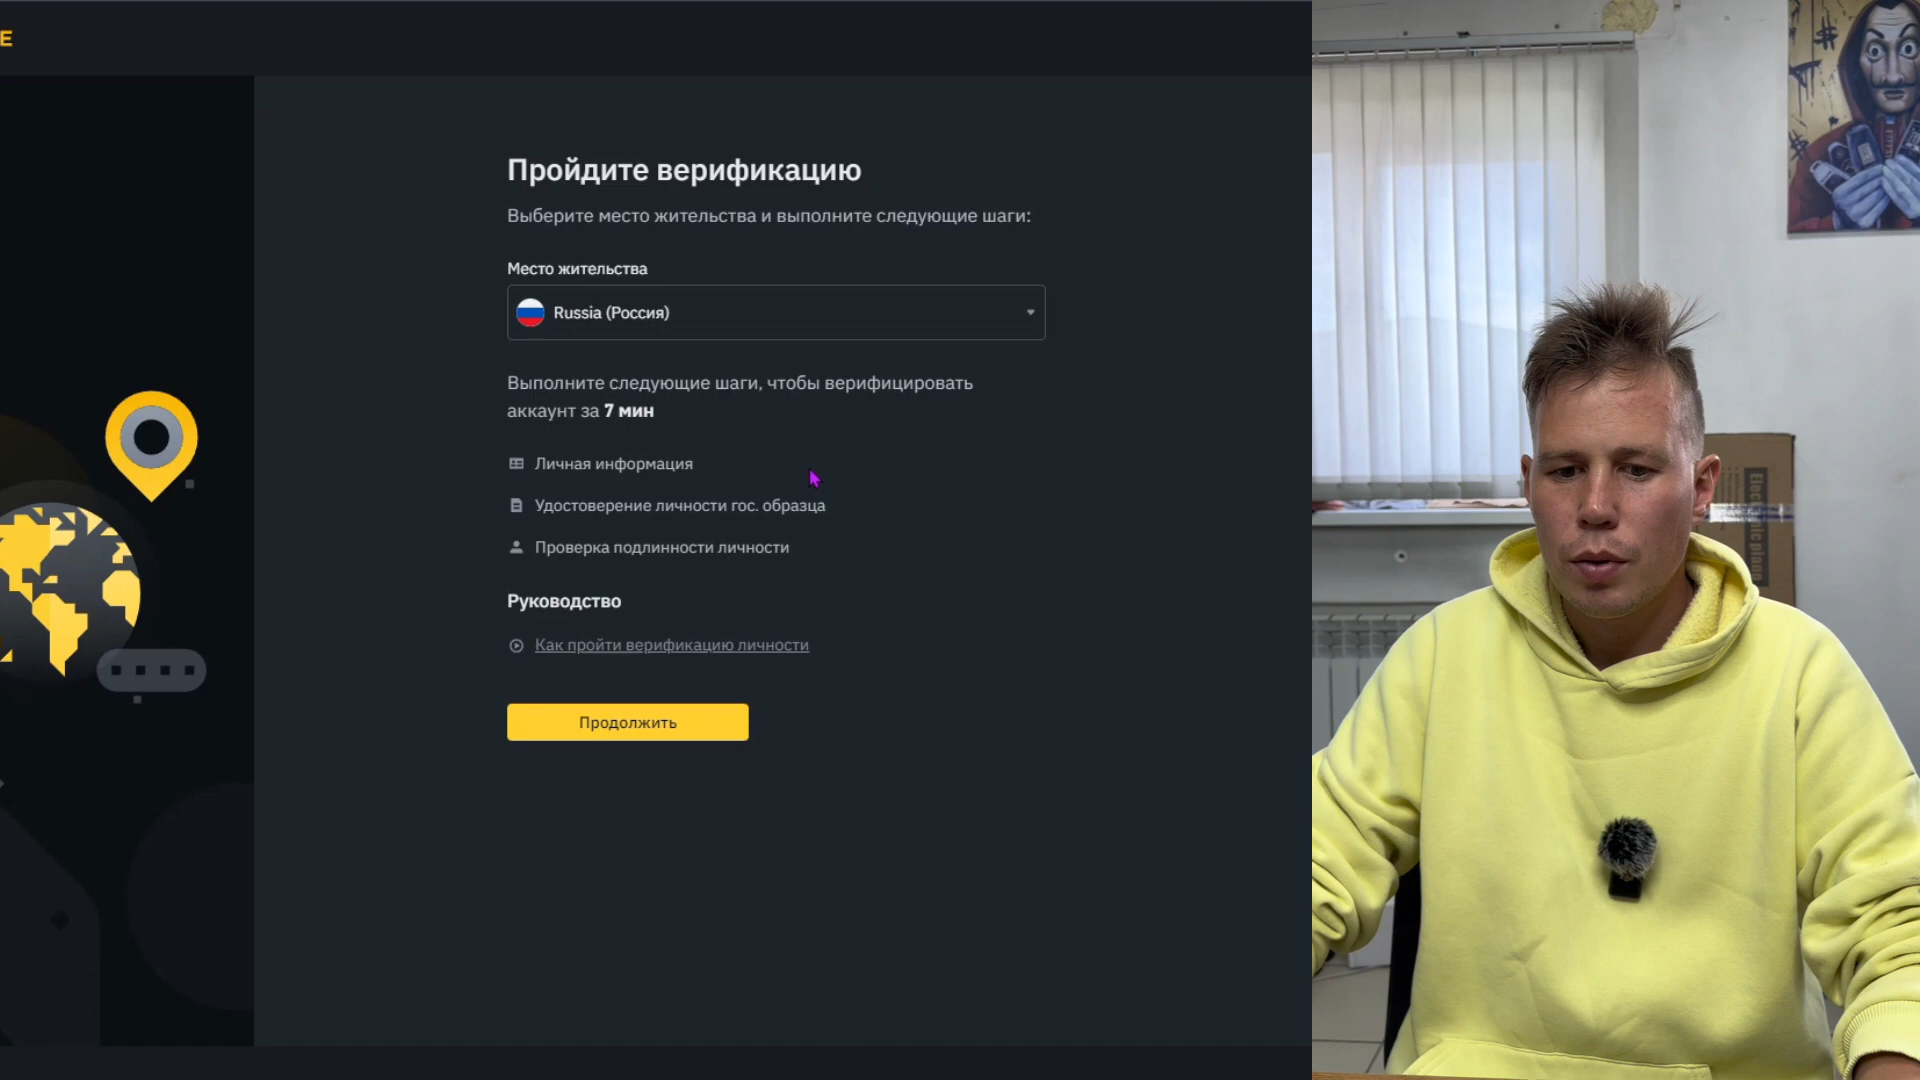 E
Пройдите верификацию
Выберите место жительства и выполните следующие шаги:
Место жительства
Russia (Россия)
Выполните следующие шаги, чтобы верифицировать
аккаунт за 7 мин
Личная информация
Удостоверение личности гос. образца
Проверка подлинности личности
Руководство
Как пройти верификацию личности
Продолжить